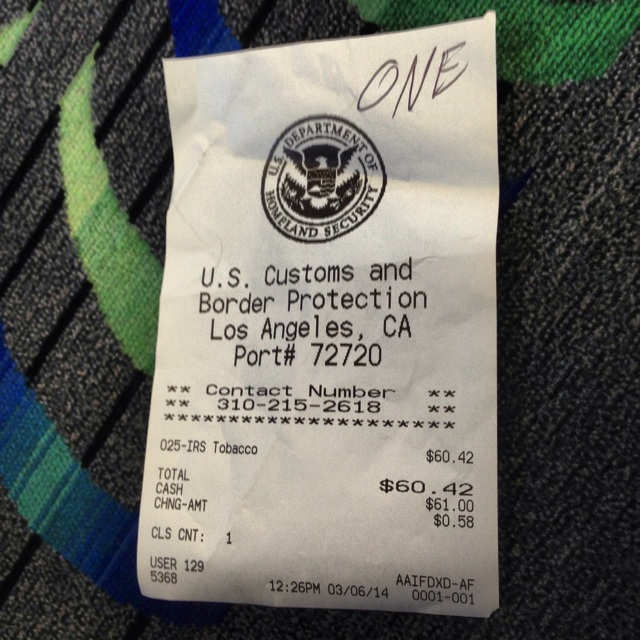 ONE
U.S. DEPARTMENT OF
HOMELAND SECURITY
U.S. Customs and
Border Protection
Los Angeles, CA
Port# 72720
** Contact Number **
** 310-215-2618 **
**********************
025-IRS Tobacco $60.42
TOTAL $60.42
CASH $61.00
CHNG-AMT $0.58
CLS CNT: 1
USER 129 AAIFDXD-AF
5368 12:26PM 03/06/14 0001-001